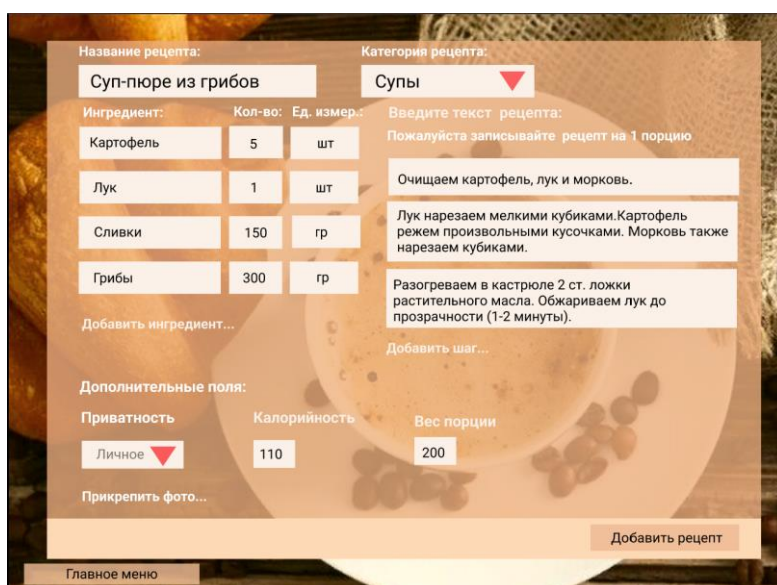 Название рецепта:
Категория рецепта:
Суп-пюре из грибов
Супы
Ингредиент:
Кол-во:
Ед. измер.:
Картофель
5
шт
Лук
1
шт
Сливки
150
гр
Грибы
300
гр
Добавить ингредиент...
Введите текст рецепта:
Пожалуйста записывайте рецепт на 1 порцию
Очищаем картофель, лук и морковь.
Лук нарезаем мелкими кубиками.Картофель
режем произвольными кусочками. Морковь также
нарезаем кубиками.
Разогреваем в кастрюле 2 ст. ложки
растительного масла. Обжариваем лук до
прозрачности (1-2 минуты).
Добавить шаг...
Дополнительные поля:
Приватность
Калорийность
Вес порции
Личное
110
200
Прикрепить фото...
Добавить рецепт
Главное меню